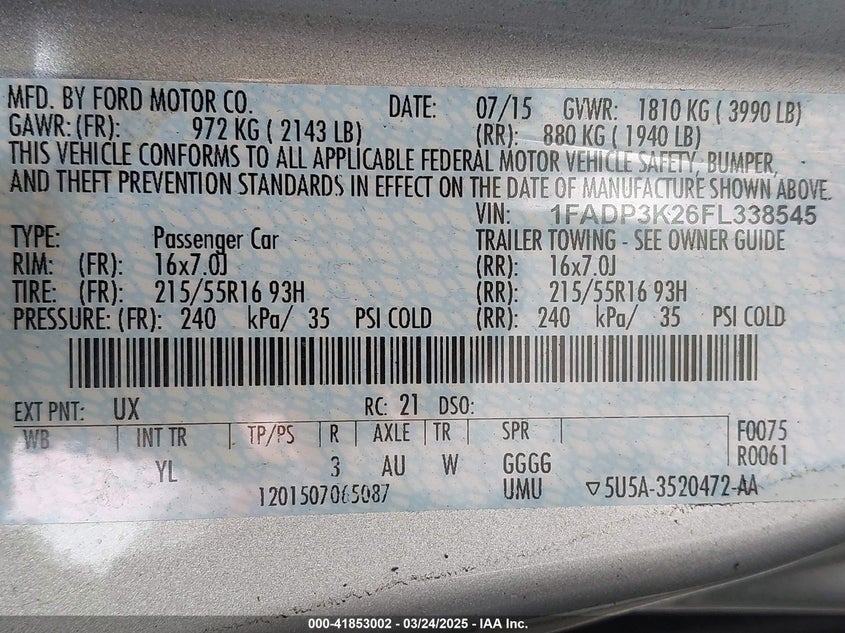 MFD. BY FORD MOTOR CO. DATE: 07/15 GVWR: 1810 KG ( 3990 LB)
GAWR: (FR): 972 KG ( 2143 LB) (RR): 880 KG ( 1940 LB)
THIS VEHICLE CONFORMS TO ALL APPLICABLE FEDERAL MOTOR VEHICLE SAFETY, BUMPER,
AND THEFT PREVENTION STANDARDS IN EFFECT ON THE DATE OF MANUFACTURE SHOWN ABOVE.
VIN: 1FADP3K26FL338545
TYPE: Passenger Car TRAILER TOWING - SEE OWNER GUIDE
RIM: (FR): 16x7.0J (RR): 16x7.0J
TIRE: (FR): 215/55R16 93H (RR): 215/55R16 93H
PRESSURE: (FR): 240 kPa/ 35 PSI COLD (RR): 240 kPa/ 35 PSI COLD
EXT PNT: UX RC: 21 DSO:
WB INT TR TP/PS R AXLE TR SPR F0075
YL 3 AU W GGGG R0061
1201507065087 UMU ▽5U5A-3520472-AA
000-41853002 - 03/24/2025 - IAA Inc.